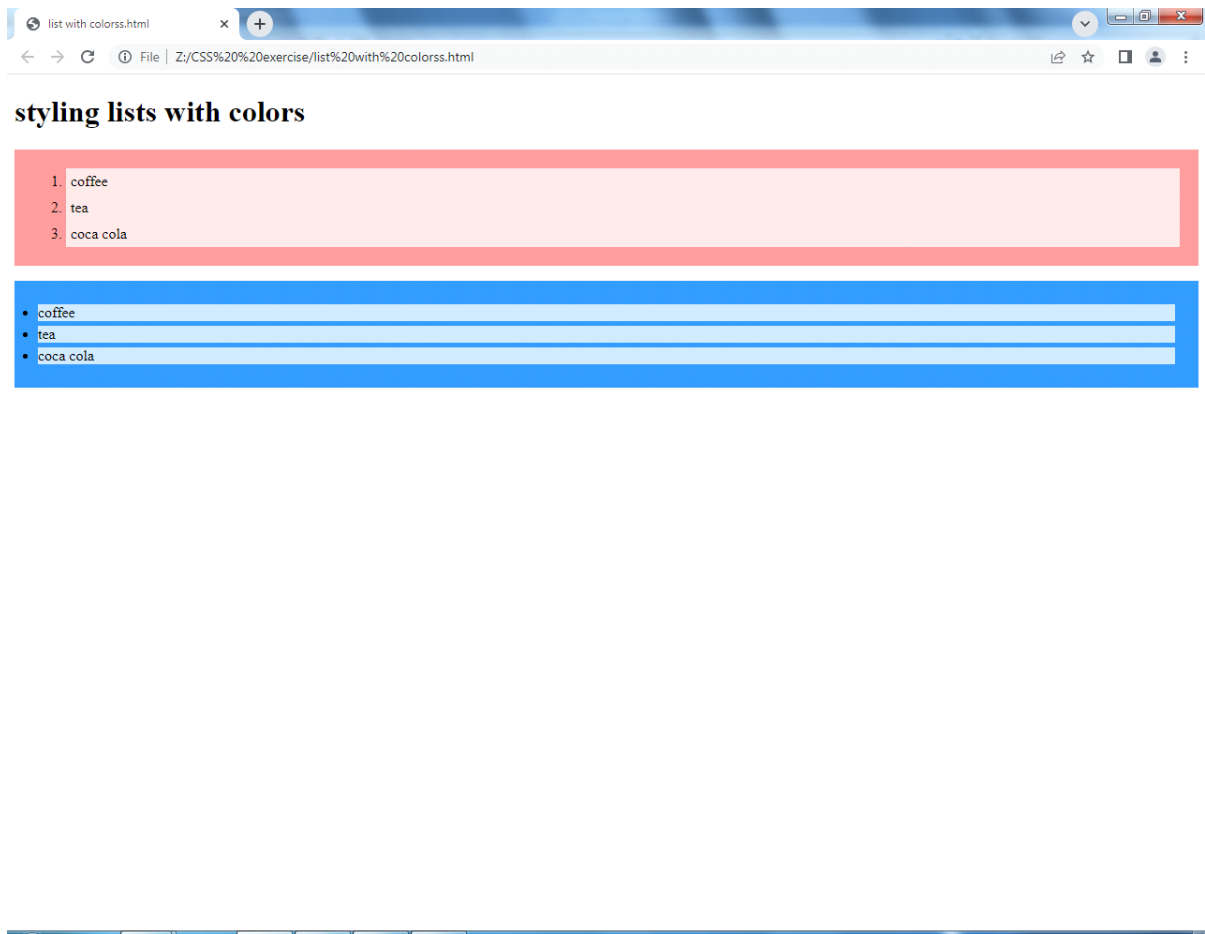 list with colorss.html
File | Z:/CSS%20%20exercise/list%20with%20colorss.html
styling lists with colors
1. coffee
2. tea
3. coca cola
• coffee
• tea
• coca cola